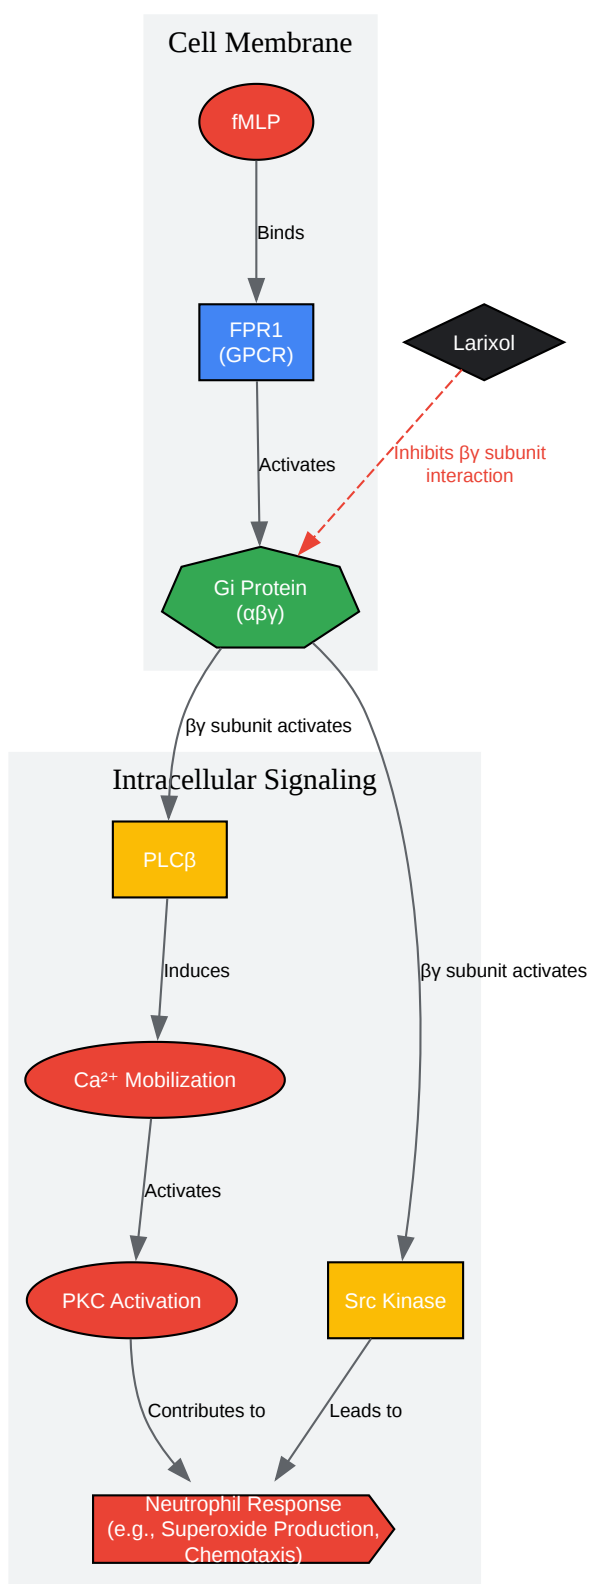 Cell Membrane
fMLP
Binds
FPR1
(GPCR)
Larixol
Activates
Inhibits βγ subunit
interaction
Gi Protein
(αβγ)
βγ subunit activates
Intracellular Signaling
PLCβ
Induces
βγ subunit activates
Ca²⁺ Mobilization
Activates
PKC Activation
Src Kinase
Contributes to
Leads to
Neutrophil Response
(e.g., Superoxide Production,
Chemotaxis)